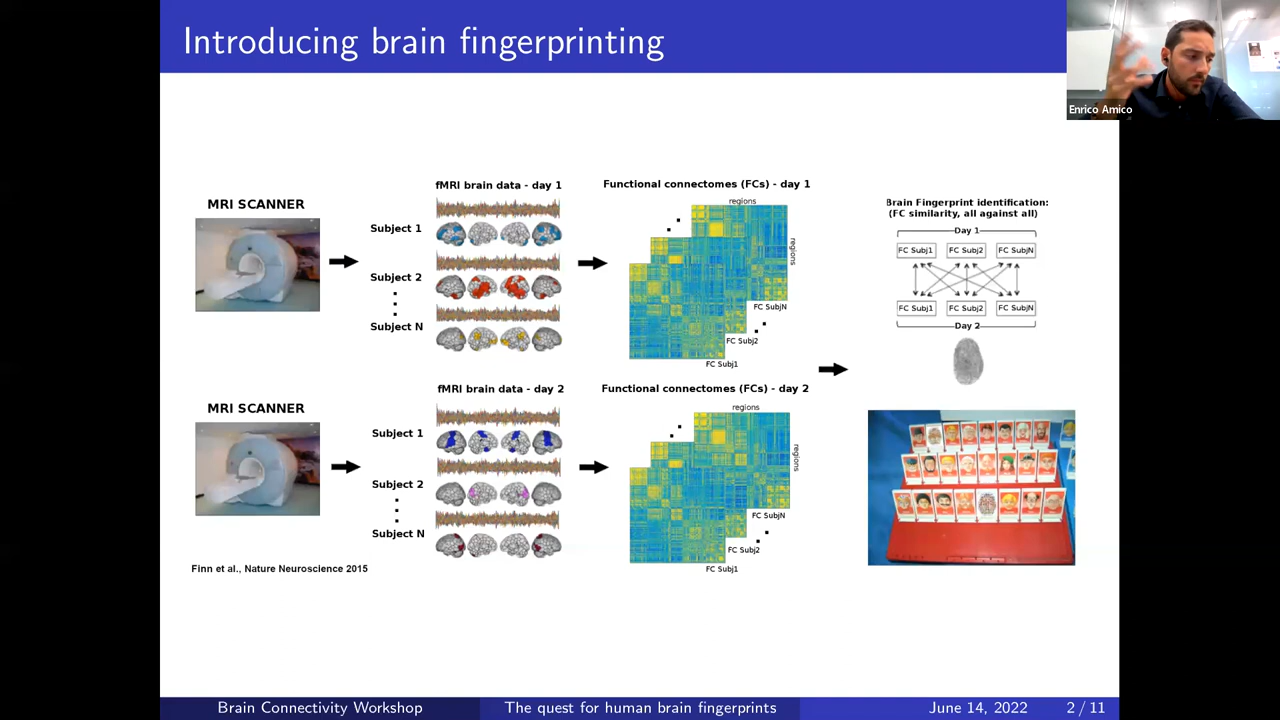 Introducing brain fingerprinting
Enrico Amico
MRI SCANNER
fMRI brain data - day 1
Subject 1
Subject 2
Subject N
Functional connectomes (FCs) - day 1
regions
regions
FC SubjN
FC Subj2
FC Subj1
MRI SCANNER
fMRI brain data - day 2
Subject 1
Subject 2
Subject N
Functional connectomes (FCs) - day 2
regions
regions
FC SubjN
FC Subj2
FC Subj1
Brain Fingerprint identification:
(FC similarity, all against all)
Day 1
FC Subj1 FC Subj2 FC SubjN
FC Subj1 FC Subj2 FC SubjN
Day 2
Finn et al., Nature Neuroscience 2015
Brain Connectivity Workshop The quest for human brain fingerprints June 14, 2022 2 / 11